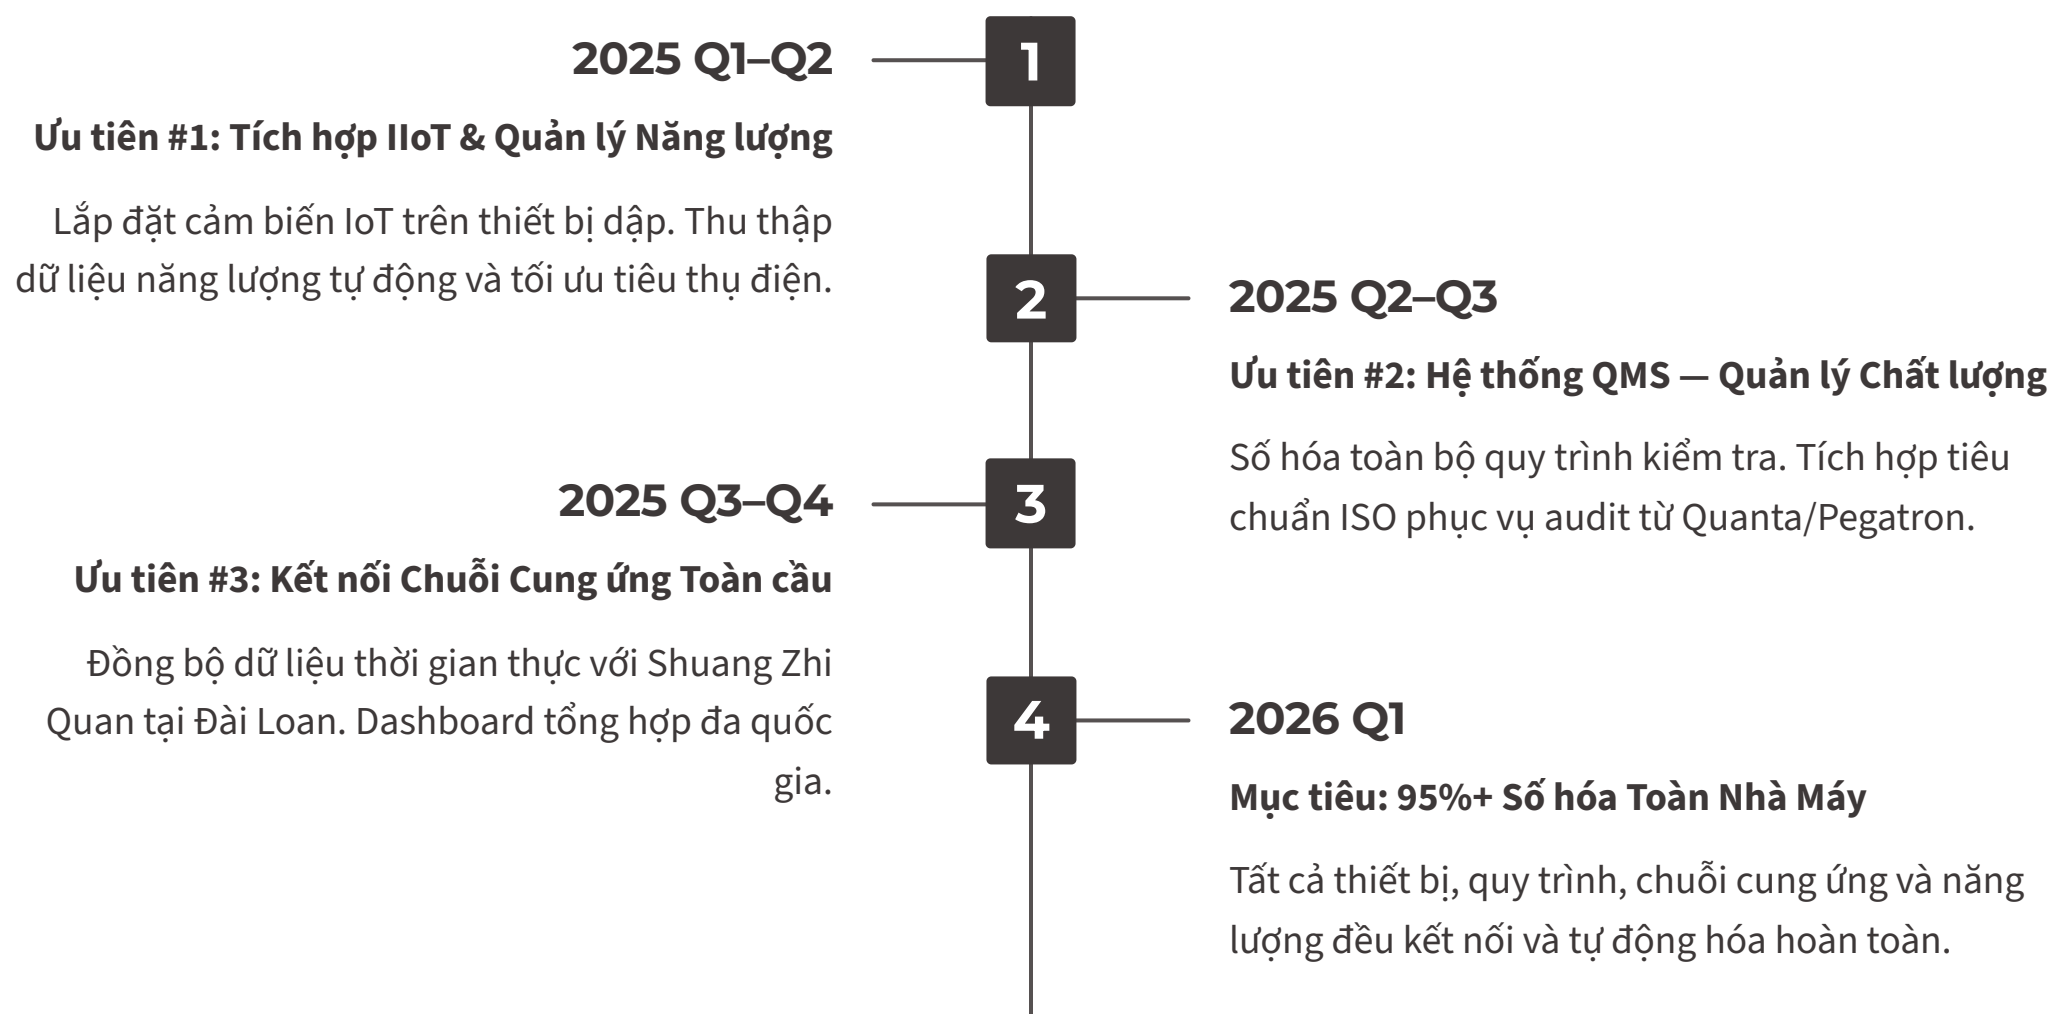 1
2025 Q1–Q2
Ưu tiên #1: Tích hợp IIoT & Quản lý Năng lượng
Lắp đặt cảm biến IoT trên thiết bị dập. Thu thập
dữ liệu năng lượng tự động và tối ưu tiêu thụ điện.
2
2025 Q2–Q3
Ưu tiên #2: Hệ thống QMS — Quản lý Chất lượng
Số hóa toàn bộ quy trình kiểm tra. Tích hợp tiêu
chuẩn ISO phục vụ audit từ Quanta/Pegatron.
3
2025 Q3–Q4
Ưu tiên #3: Kết nối Chuỗi Cung ứng Toàn cầu
Đồng bộ dữ liệu thời gian thực với Shuang Zhi
Quan tại Đài Loan. Dashboard tổng hợp đa quốc
gia.
4
2026 Q1
Mục tiêu: 95%+ Số hóa Toàn Nhà Máy
Tất cả thiết bị, quy trình, chuỗi cung ứng và năng
lượng đều kết nối và tự động hóa hoàn toàn.